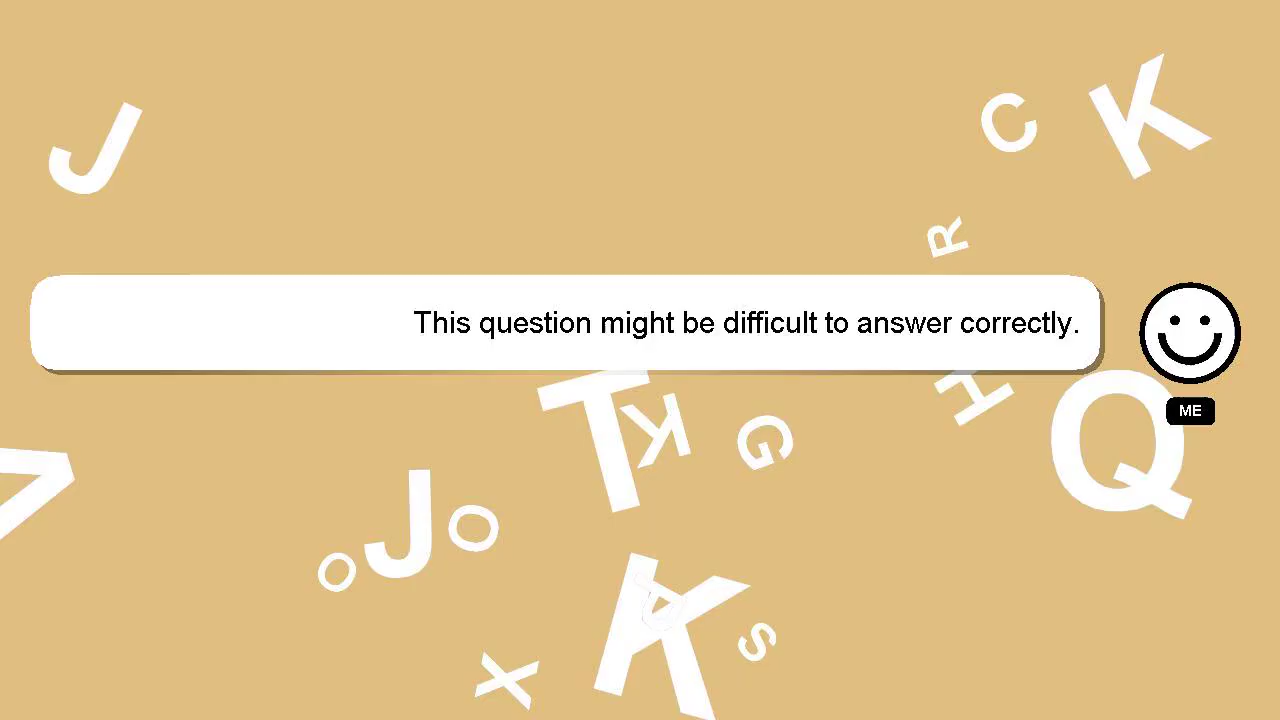 J
C
K
R
This question might be difficult to answer correctly.
ME
H
T
K
G
Q
J
O
O
K
S
X